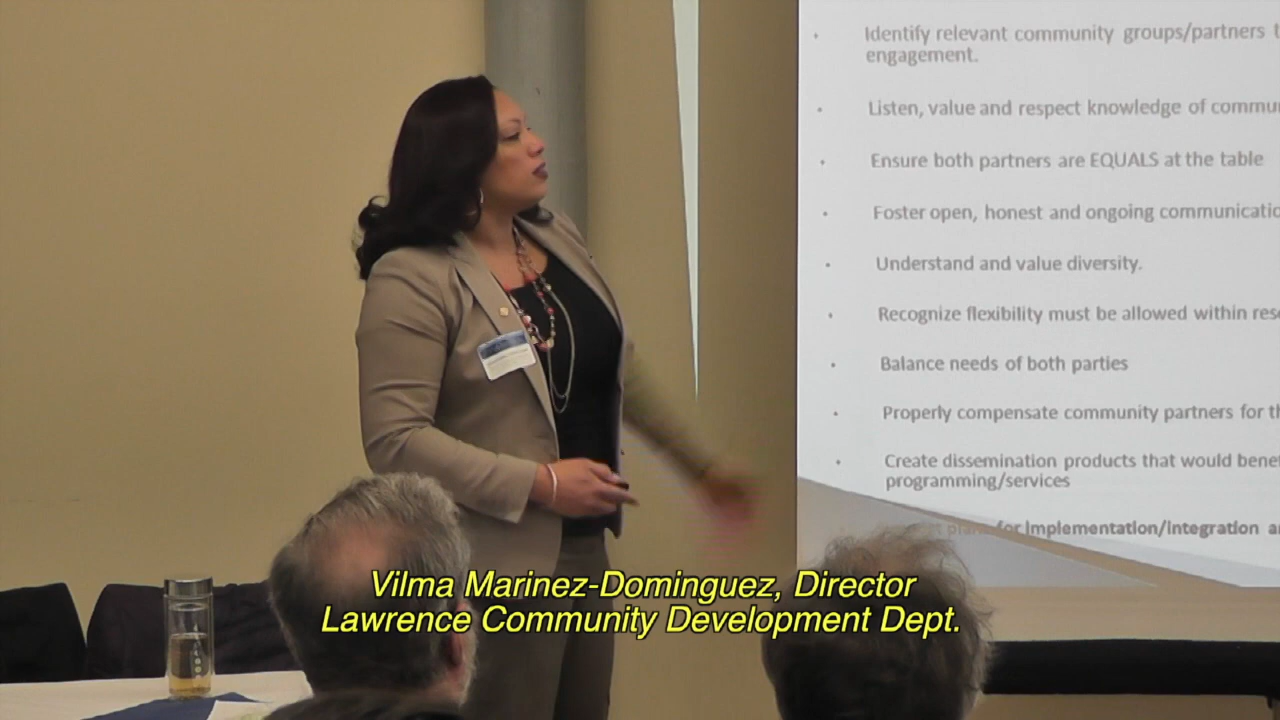 Identify relevant community groups/partners
engagement.
Listen, value and respect knowledge of
Ensure both partners are EQUALS at the table
Foster open, honest and ongoing
Understand and value diversity.
Recognize flexibility must be allowed within
Balance needs of both parties
Properly compensate community partners for
Create dissemination products that would
programming/services
for Implementation/integration
Vilma Marinez-Dominguez, Director
Lawrence Community Development Dept.